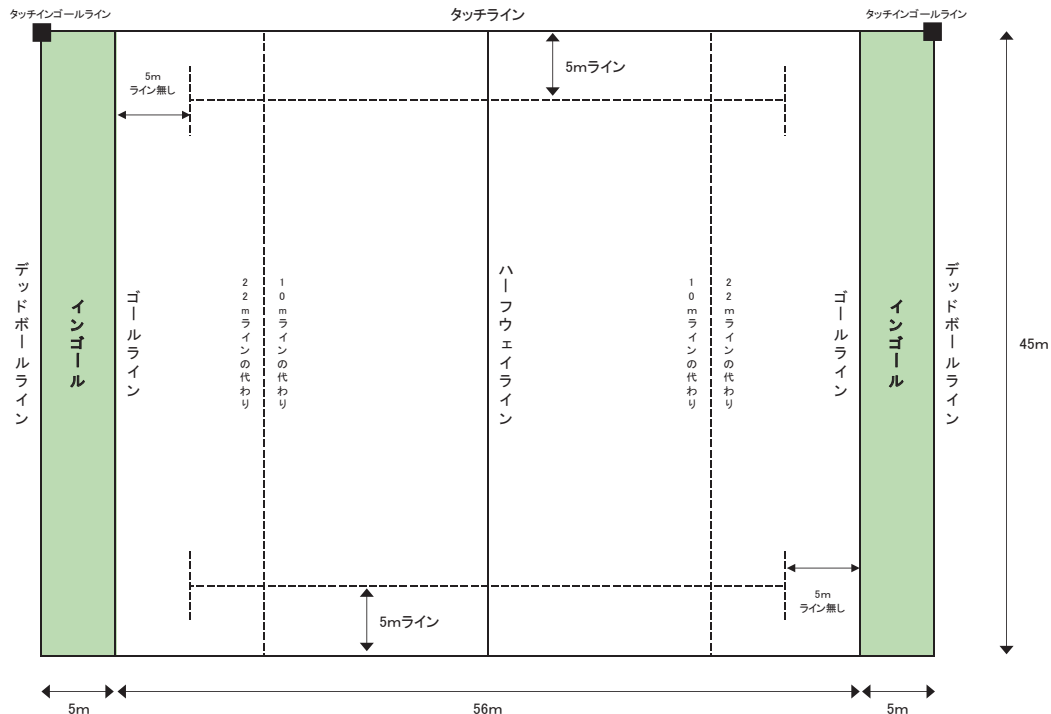 タッチインゴールライン
タッチライン
タッチインゴールライン
5m
ライン無し
5mライン
デッドボールライン
インゴール
ゴールライン
22mラインの代わり
10mラインの代わり
ハーフウェイライン
10mラインの代わり
22mラインの代わり
ゴールライン
インゴール
デッドボールライン
45m
5mライン
5m
ライン無し
5m
56m
5m